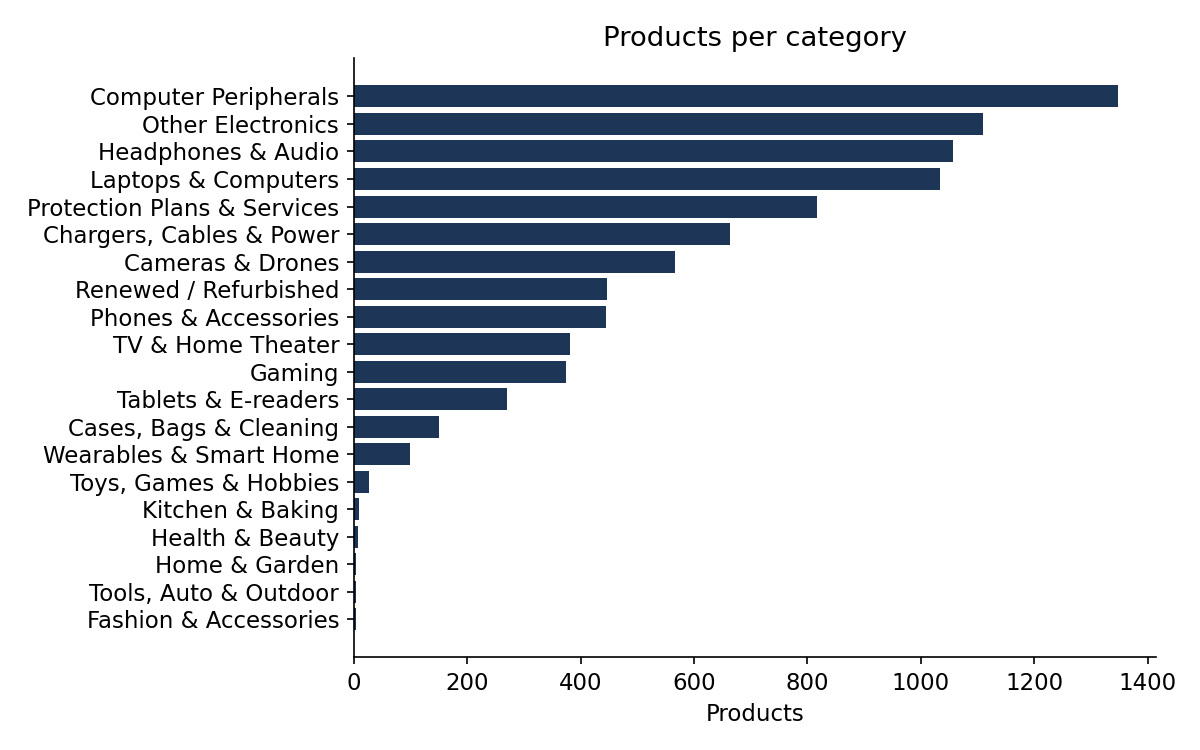 Products per category
Computer Peripherals
Other Electronics
Headphones & Audio
Laptops & Computers
Protection Plans & Services
Chargers, Cables & Power
Cameras & Drones
Renewed / Refurbished
Phones & Accessories
TV & Home Theater
Gaming
Tablets & E-readers
Cases, Bags & Cleaning
Wearables & Smart Home
Toys, Games & Hobbies
Kitchen & Baking
Health & Beauty
Home & Garden
Tools, Auto & Outdoor
Fashion & Accessories
0 200 400 600 800 1000 1200 1400
Products